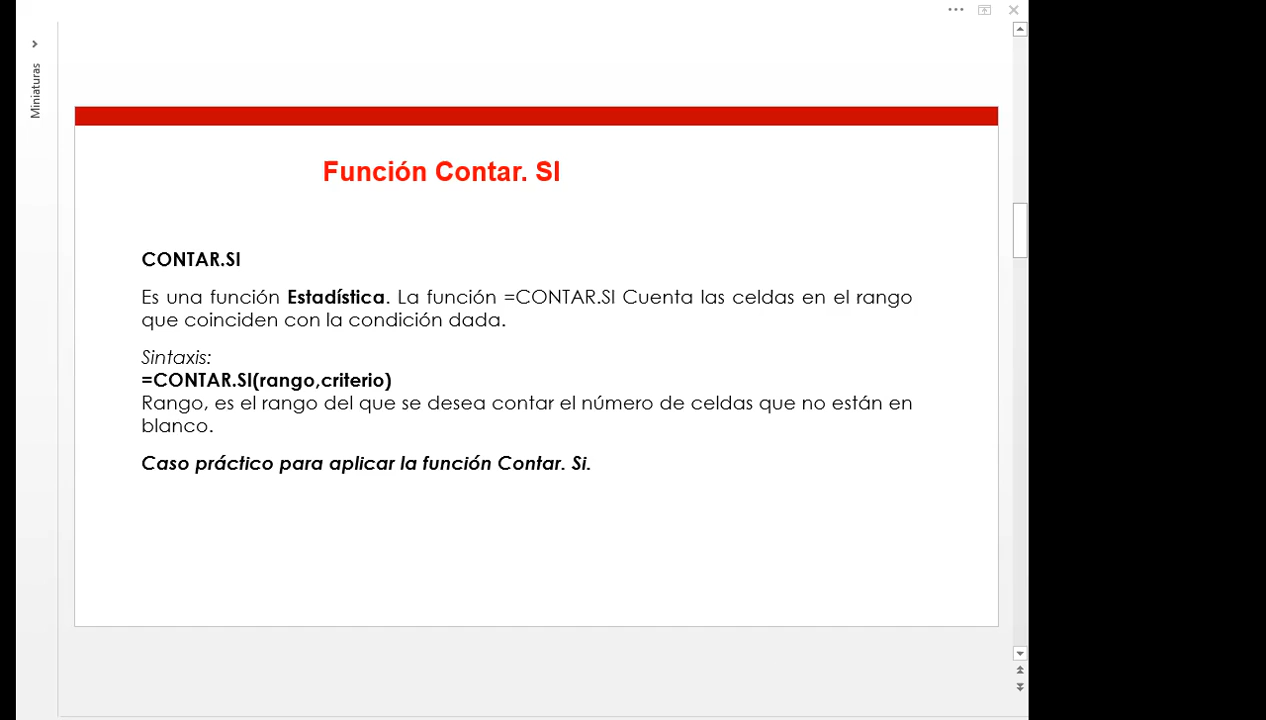 Miniaturas
Función Contar. SI
CONTAR.SI
Es una función Estadística. La función =CONTAR.SI Cuenta las celdas en el rango
que coinciden con la condición dada.
Sintaxis:
=CONTAR.SI(rango,criterio)
Rango, es el rango del que se desea contar el número de celdas que no están en
blanco.
Caso práctico para aplicar la función Contar. Si.